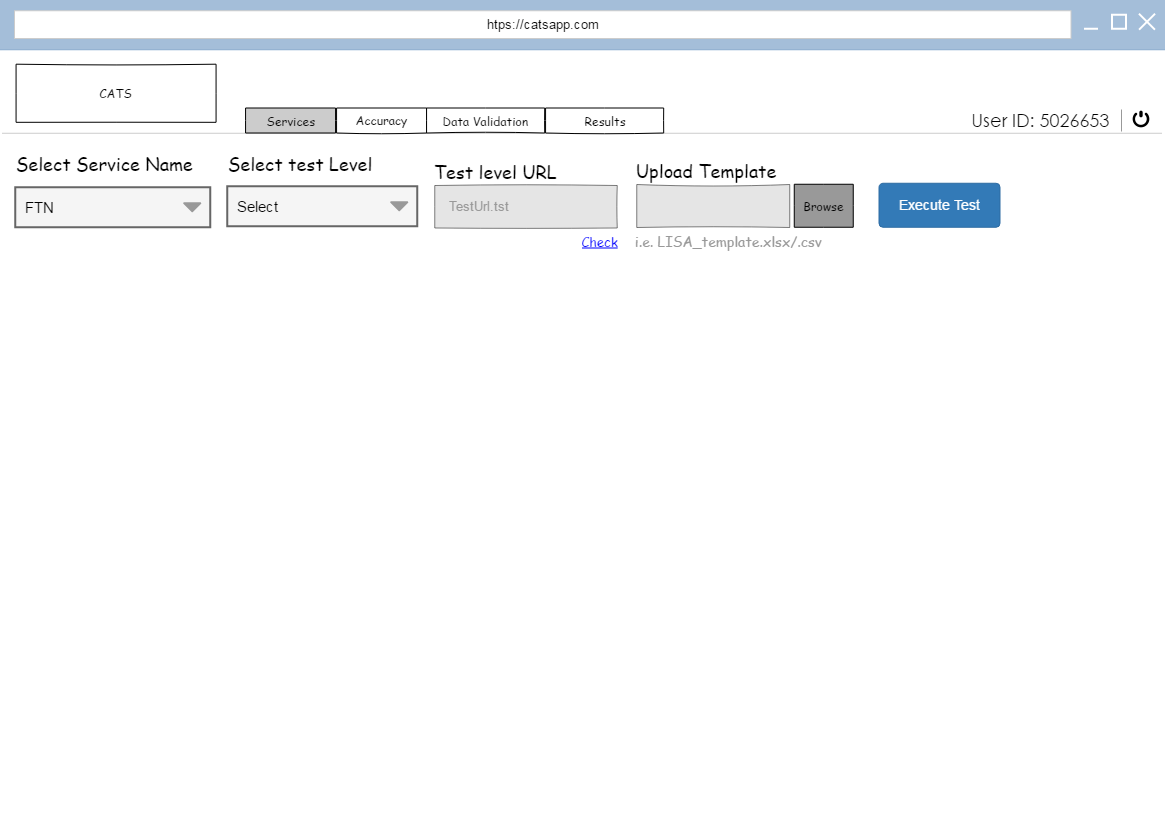 htps://catsapp.com
CATS
Services Accuracy Data Validation Results
User ID: 5026653
Select Service Name Select test Level Test level URL Upload Template
FTN Select TestUrl.tst Browse Execute Test
Check i.e. LISA_template.xlsx/.csv